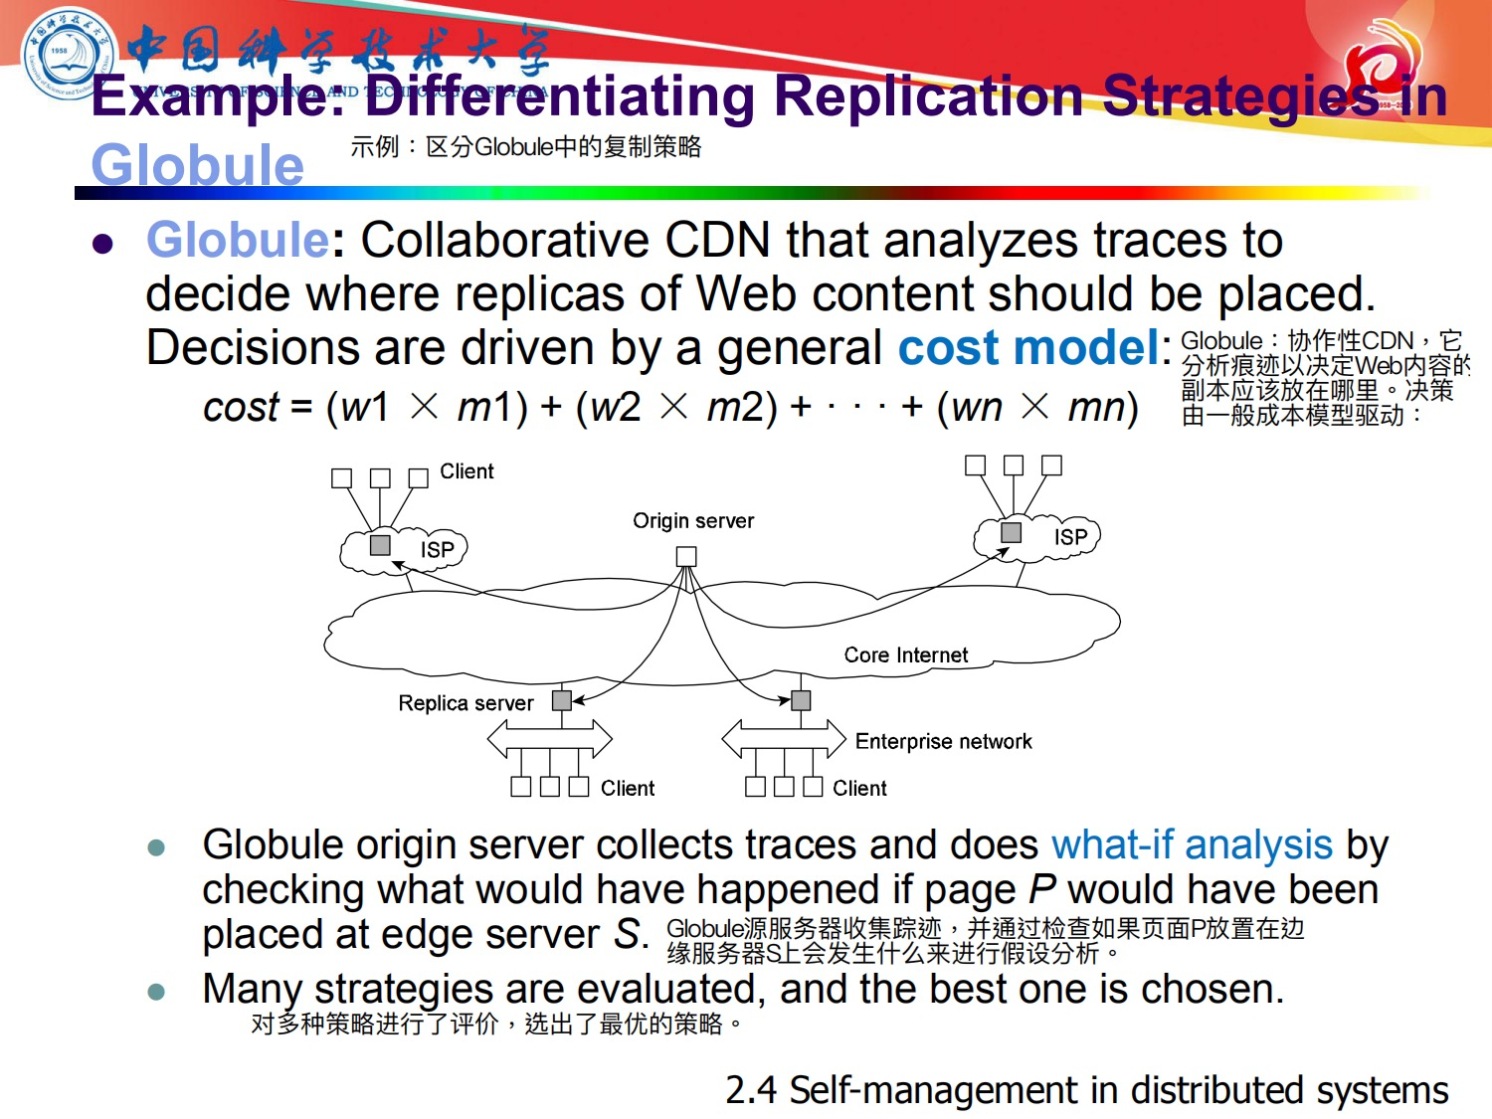 中国科学技术大学
UNIVERSITY OF SCIENCE AND TECHNOLOGY OF CHINA
Example: Differentiating Replication Strategies in
Globule
示例：区分Globule中的复制策略
Globule: Collaborative CDN that analyzes traces to
decide where replicas of Web content should be placed.
Decisions are driven by a general cost model:
Globule：协作性CDN，它
分析痕迹以决定Web内容的
副本应该放在哪里。决策
由一般成本模型驱动：
cost = (w1 × m1) + (w2 × m2) + · · · + (wn × mn)
Client
Origin server
ISP
ISP
Core Internet
Replica server
Enterprise network
Client
Client
Globule origin server collects traces and does what-if analysis by
checking what would have happened if page P would have been
placed at edge server S.
Globule源服务器收集踪迹，并通过检查如果页面P放置在边
缘服务器S上会发生什么来进行假设分析。
Many strategies are evaluated, and the best one is chosen.
对多种策略进行了评价，选出了最优的策略。
2.4 Self-management in distributed systems